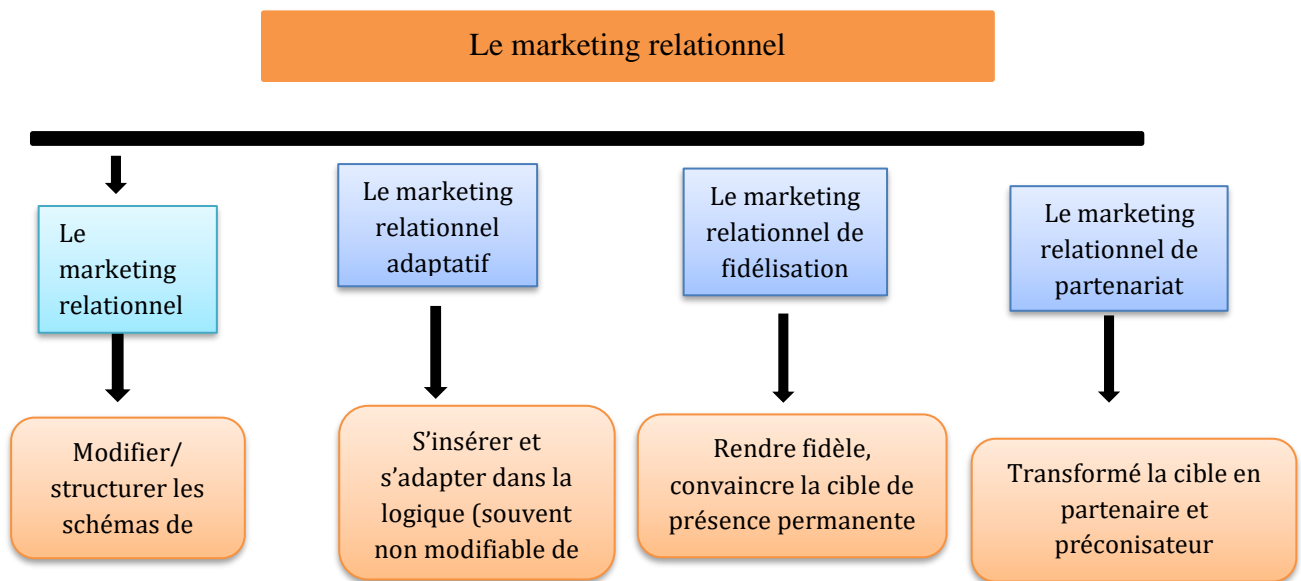 Le marketing relationnel
Le
marketing
relationnel
Le marketing
relationnel
adaptatif
Le marketing
relationnel de
fidélisation
Le marketing
relationnel de
partenariat
Modifier/
structurer les
schémas de
S’insérer et
s’adapter dans la
logique (souvent
non modifiable de
Rendre fidèle,
convaincre la cible de
présence permanente
Transformé la cible en
partenaire et
préconisateur